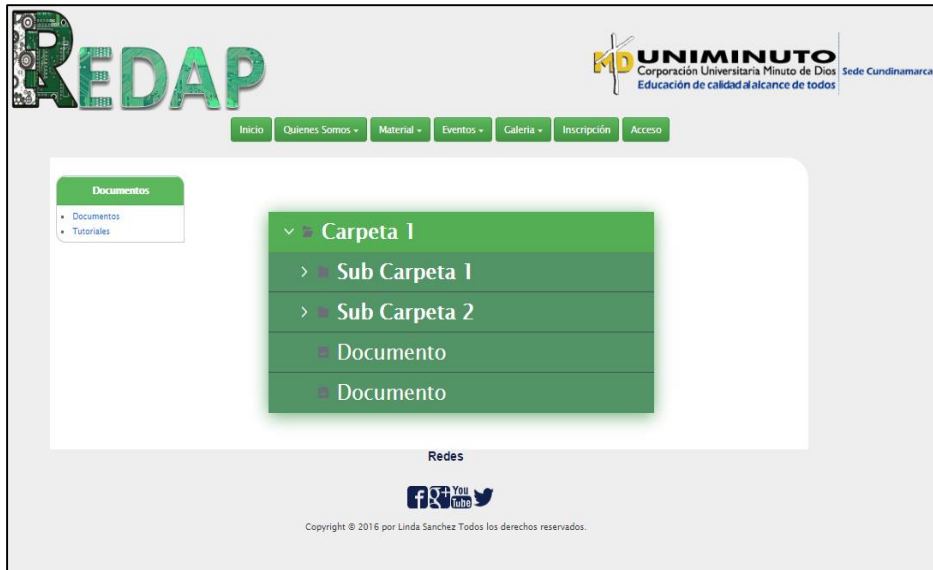 REDAP
MD UNIMINUTO
Corporación Universitaria Minuto de Dios
Educación de calidad al alcance de todos
Sede Cundinamarca
Inicio Quienes Somos Material Eventos Galeria Inscripción Acceso
Documentos
Documentos
Tutoriales
Carpeta 1
Sub Carpeta 1
Sub Carpeta 2
Documento
Documento
Redes
f g+ You Tube
Copyright © 2016 por Linda Sanchez Todos los derechos reservados.